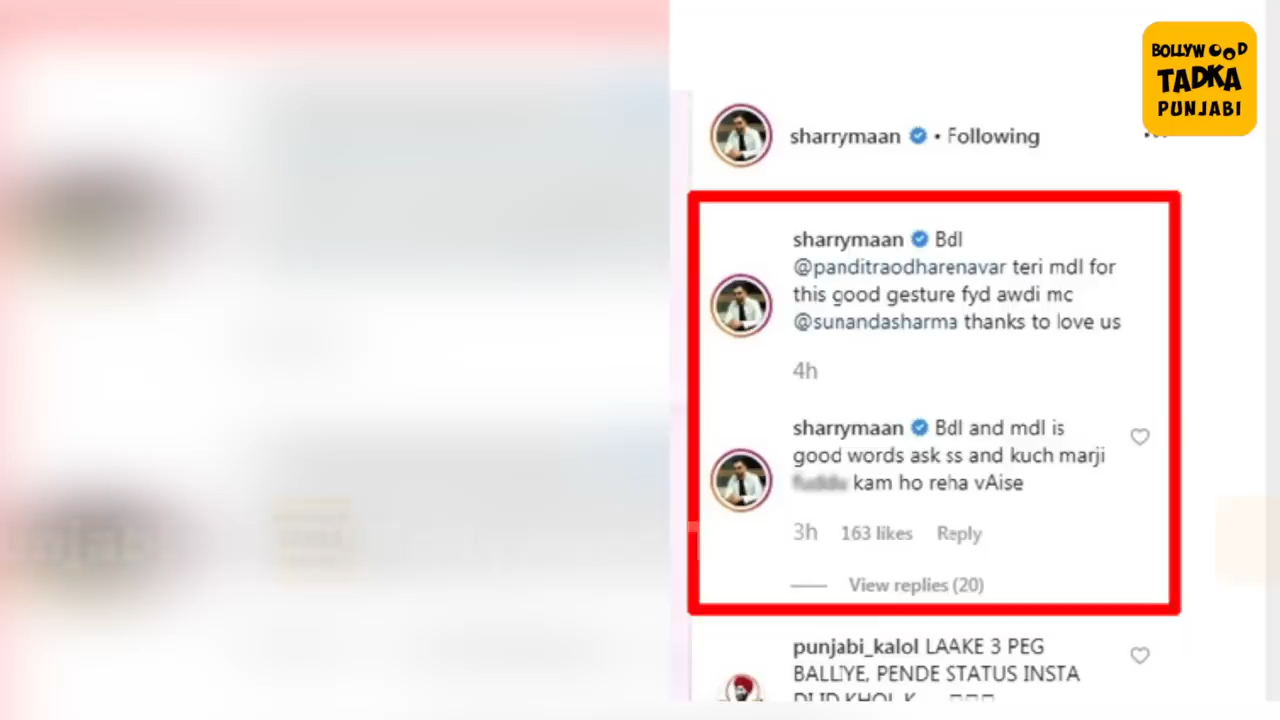 BOLLYWOOD
TADKA
PUNJABI
sharrymaan • Following
sharrymaan Bdl
@panditraodharenavar teri mdl for
this good gesture fyd awdi mc
@sunandasharma thanks to love us
4h
sharrymaan Bdl and mdl is
good words ask ss and kuch marji
kam ho reha vAise
3h 163 likes Reply
View replies (20)
punjabi_kalol LAAKE 3 PEG
BALLIYE, PENDE STATUS INSTA